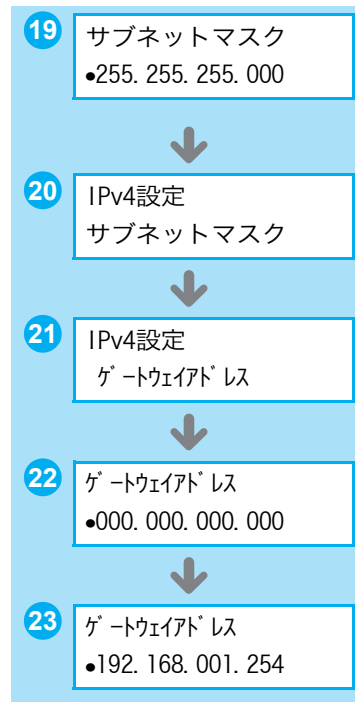 19
サブネットマスク
●255. 255. 255. 000
20
IPv4設定
サブネットマスク
21
IPv4設定
ｹﾞｰﾄｳｪｲｱﾄﾞﾚｽ
22
ｹﾞｰﾄｳｪｲｱﾄﾞﾚｽ
●000. 000. 000. 000
23
ｹﾞｰﾄｳｪｲｱﾄﾞﾚｽ
●192. 168. 001. 254